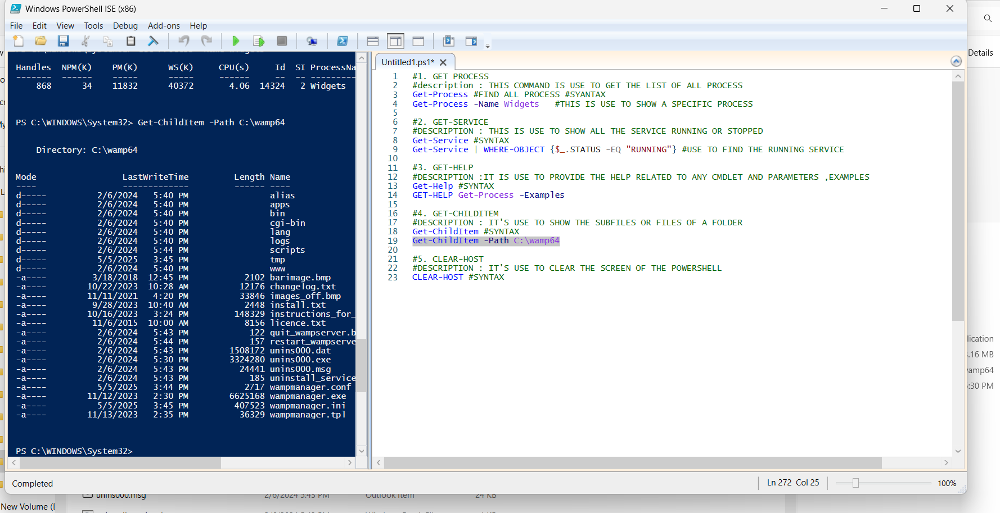 Windows PowerShell ISE (x86)
File Edit View Tools Debug Add-ons Help
Details
Handles NPM(K) PM(K) WS(K) CPU(s) Id SI ProcessNa
------- ------ ----- ----- ------ -- -- ---------
868 34 11832 40372 4.06 14324 2 Widgets
PS C:\WINDOWS\System32> Get-ChildItem -Path C:\wamp64
Directory: C:\wamp64
Mode LastWriteTime Length Name
---- ------------- ------ ----
d----- 2/6/2024 5:40 PM alias
d----- 2/6/2024 5:40 PM apps
d----- 2/6/2024 5:40 PM bin
d----- 2/6/2024 5:40 PM cgi-bin
d----- 2/6/2024 5:40 PM lang
d----- 2/6/2024 5:40 PM logs
d----- 2/6/2024 5:44 PM scripts
d----- 5/5/2025 3:45 PM tmp
d----- 2/6/2024 5:40 PM www
-a---- 3/18/2018 12:45 PM 2102 barimage.bmp
-a---- 10/22/2023 10:28 AM 12176 changelog.txt
-a---- 11/11/2021 4:20 PM 33846 images_off.bmp
-a---- 9/28/2023 10:40 AM 2448 install.txt
-a---- 10/16/2023 3:24 PM 148329 instructions_for_
-a---- 11/6/2015 10:00 AM 8156 licence.txt
-a---- 2/6/2024 5:43 PM 122 quit_wampserver.b
-a---- 2/6/2024 5:44 PM 157 restart_wampserve
-a---- 2/6/2024 5:43 PM 1508172 unins000.dat
-a---- 2/6/2024 5:30 PM 3324280 unins000.exe
-a---- 2/6/2024 5:43 PM 24441 unins000.msg
-a---- 2/6/2024 5:43 PM 185 uninstall_service
-a---- 5/5/2025 3:44 PM 2717 wampmanager.conf
-a---- 11/12/2023 2:30 PM 6625168 wampmanager.exe
-a---- 5/5/2025 3:45 PM 407523 wampmanager.ini
-a---- 11/13/2023 2:35 PM 36329 wampmanager.tpl
PS C:\WINDOWS\System32>
Untitled1.ps1*
1 #1. GET PROCESS
2 #description : THIS COMMAND IS USE TO GET THE LIST OF ALL PROCESS
3 Get-Process #FIND ALL PROCESS #SYANTAX
4 Get-Process -Name Widgets #THIS IS USE TO SHOW A SPECIFIC PROCESS
5
6 #2. GET-SERVICE
7 #DESCRIPTION : THIS IS USE TO SHOW ALL THE SERVICE RUNNING OR STOPPED
8 Get-Service #SYNTAX
9 Get-Service | WHERE-OBJECT {$_.STATUS -EQ "RUNNING"} #USE TO FIND THE RUNNING SERVICE
10
11 #3. GET-HELP
12 #DESCRIPTION :IT IS USE TO PROVIDE THE HELP RELATED TO ANY CMDLET AND PARAMETERS ,EXAMPLES
13 Get-Help #SYNTAX
14 GET-HELP Get-Process -Examples
15
16 #4. GET-CHILDITEM
17 #DESCRIPTION : IT'S USE TO SHOW THE SUBFILES OR FILES OF A FOLDER
18 Get-ChildItem #SYNTAX
19 Get-ChildItem -Path C:\wamp64
20
21 #5. CLEAR-HOST
22 #DESCRIPTION : IT'S USE TO CLEAR THE SCREEN OF THE POWERSHELL
23 CLEAR-HOST #SYNTAX
lication
.16 MB
amp64
:30 PM
Completed
Ln 272 Col 25
100%
unins000.msg 2/6/2024 5:43 PM Outlook Item 24 KB
New Volume (